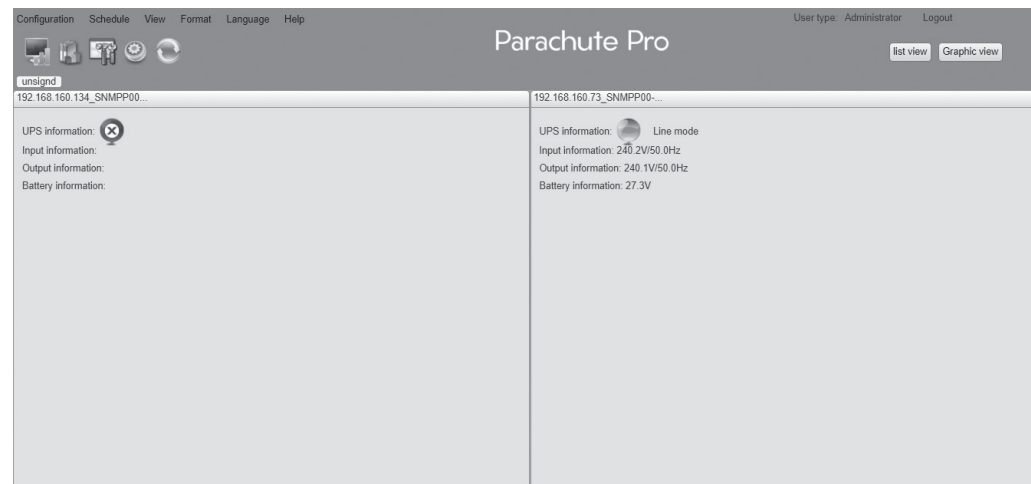 Configuration Schedule View Format Language Help
User type: Administrator Logout
Parachute Pro
list view Graphic view
unsignd
192.168.160.134_SNMPP00...
UPS information:
Input information:
Output information:
Battery information:
192.168.160.73_SNMPP00-...
UPS information: Line mode
Input information: 240.2V/50.0Hz
Output information: 240.1V/50.0Hz
Battery information: 27.3V